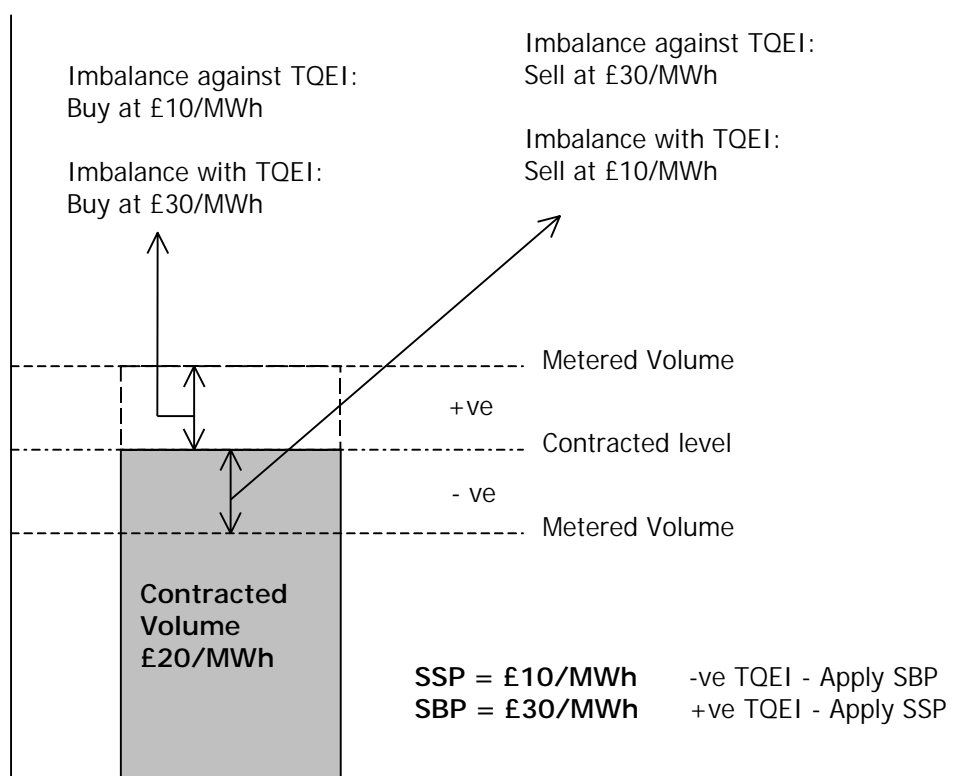 Imbalance against TQEI:
Buy at £10/MWh
Imbalance with TQEI:
Buy at £30/MWh
Imbalance against TQEI:
Sell at £30/MWh
Imbalance with TQEI:
Sell at £10/MWh
Metered Volume
+ve
Contracted level
- ve
Metered Volume
Contracted
Volume
£20/MWh
SSP = £10/MWh -ve TQEI - Apply SBP
SBP = £30/MWh +ve TQEI - Apply SSP